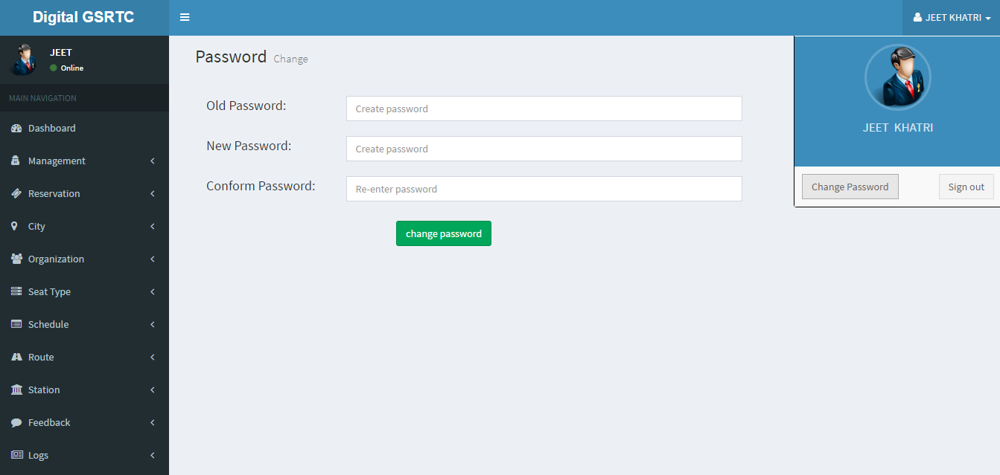 Digital GSRTC
JEET KHATRI
JEET
Online
MAIN NAVIGATION
Dashboard
Management
Reservation
City
Organization
Seat Type
Schedule
Route
Station
Feedback
Logs
Password Change
Old Password: Create password
New Password: Create password
Conform Password: Re-enter password
change password
JEET KHATRI
Change Password Sign out